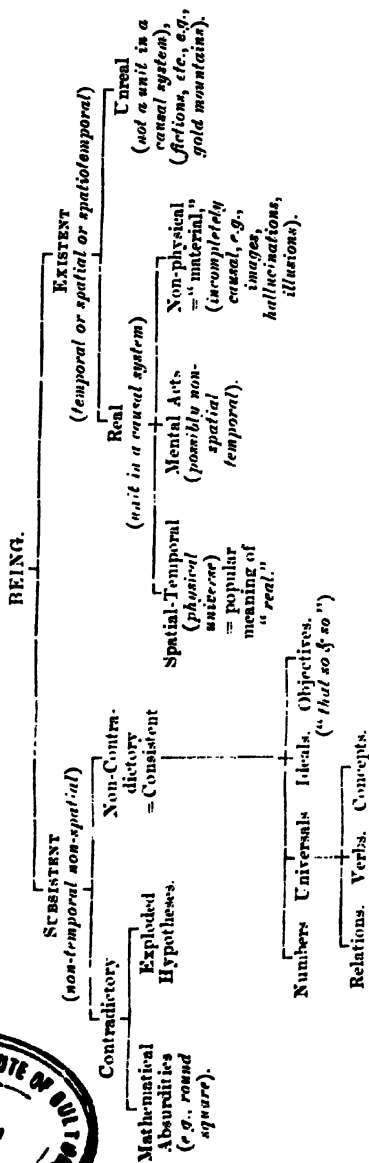 BEING.
SUBSISTENT
(non-temporal non-spatial)
EXISTENT
(temporal or spatial or spatiotemporal)
Contradictory
Non-Contra-
dictory
=Consistent
Real
(unit in a causal system)
Unreal
(not a unit in a
causal system),
(fictions, etc., e.g.,
gold mountains).
Mathematical
Absurdities
(e.g., round
square).
Exploded
Hypotheses.
Spatial-Temporal
(physical
universe)
= popular
meaning of
"real."
Mental Acts
(possibly non-
spatial
temporal).
Non-physical
="material,"
(incompletely
causal, e.g.,
images,
hallucinations,
illusions).
Numbers Universals Ideals. Objectives.
("that so & so")
Relations. Verbs. Concepts.
OF